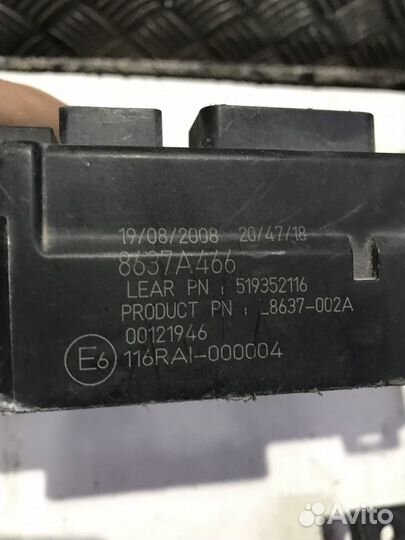 19/08/2008 20/47/18
8637A466
LEAR PN : 519352116
PRODUCT PN : L8637-002A
00121946
E6 116RAI-000004
Avito